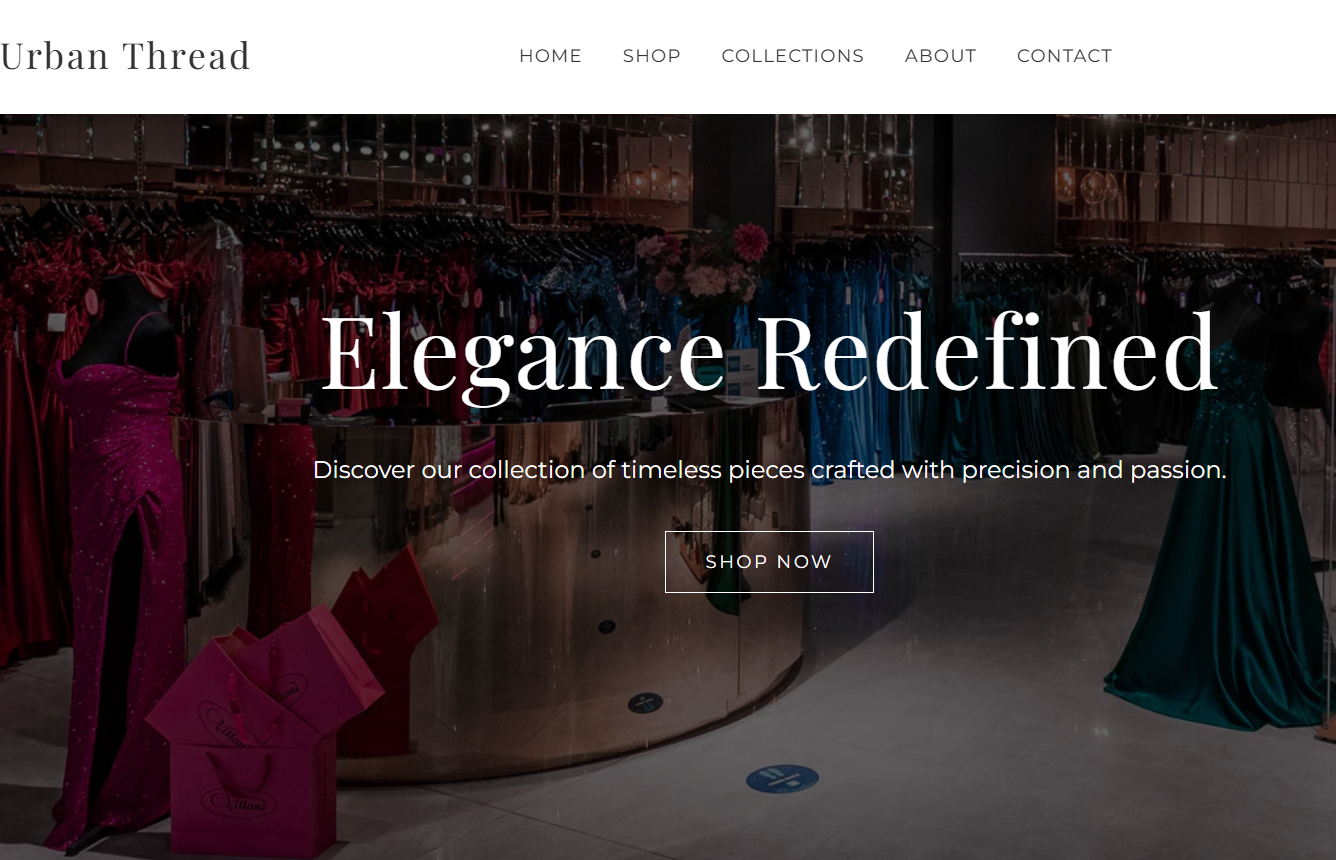 Urban Thread
HOME SHOP COLLECTIONS ABOUT CONTACT
Elegance Redefined
Discover our collection of timeless pieces crafted with precision and passion.
SHOP NOW
Villoni